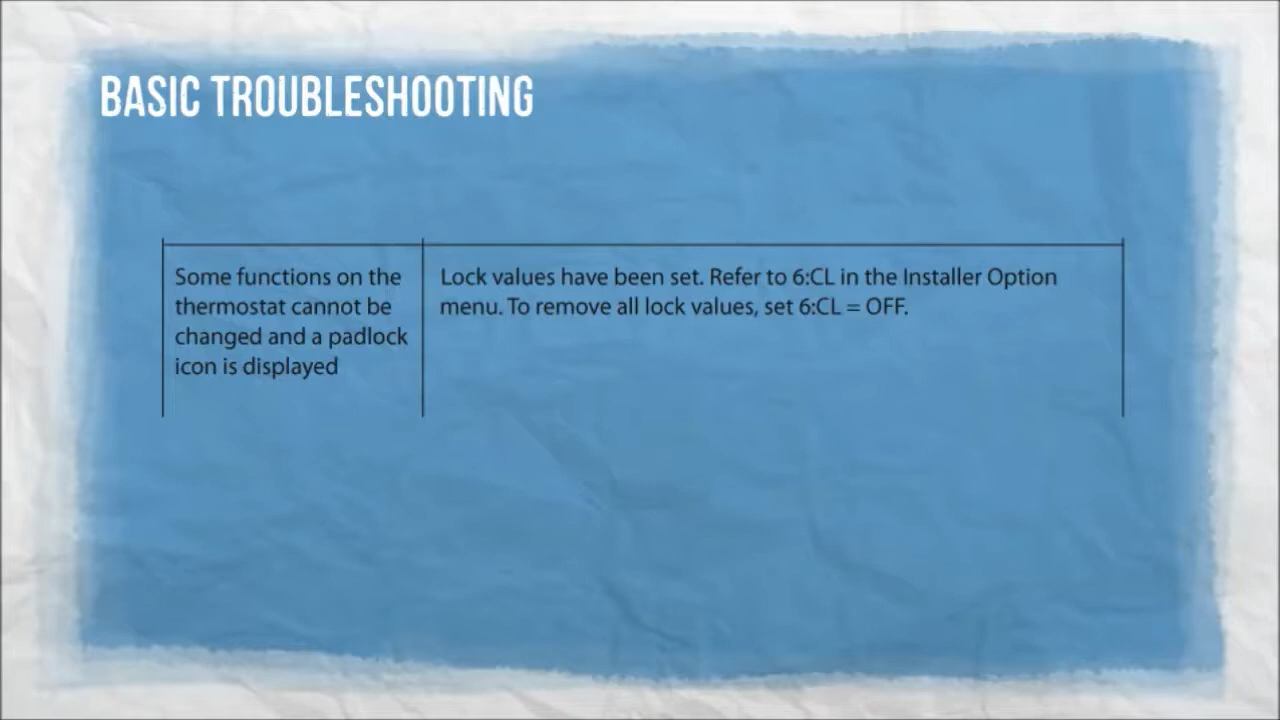 BASIC TROUBLESHOOTING
Some functions on the
thermostat cannot be
changed and a padlock
icon is displayed
Lock values have been set. Refer to 6:CL in the Installer Option
menu. To remove all lock values, set 6:CL = OFF.